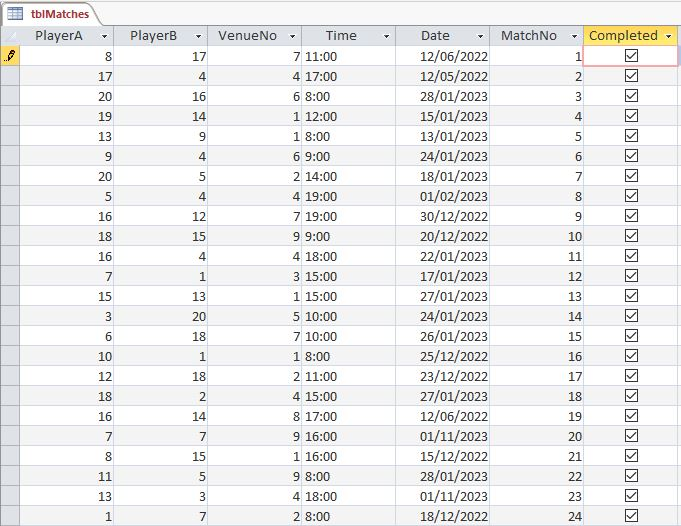 tblMatches
PlayerA PlayerB VenueNo Time Date MatchNo Completed
8 17 7 11:00 12/06/2022 1
17 4 4 17:00 12/05/2022 2
20 16 6 8:00 28/01/2023 3
19 14 1 12:00 15/01/2023 4
13 9 1 8:00 13/01/2023 5
9 4 6 9:00 24/01/2023 6
20 5 2 14:00 18/01/2023 7
5 4 4 19:00 01/02/2023 8
16 12 7 19:00 30/12/2022 9
18 15 9 9:00 20/12/2022 10
16 4 4 18:00 22/01/2023 11
7 1 3 15:00 17/01/2023 12
15 13 1 15:00 27/01/2023 13
3 20 5 10:00 24/01/2023 14
6 18 7 10:00 26/01/2023 15
10 1 1 8:00 25/12/2022 16
12 18 2 11:00 23/12/2022 17
18 2 4 15:00 27/01/2023 18
16 14 8 17:00 12/06/2022 19
7 7 9 16:00 01/11/2023 20
8 15 1 16:00 15/12/2022 21
11 5 9 8:00 28/01/2023 22
13 3 4 18:00 01/11/2023 23
1 7 2 8:00 18/12/2022 24